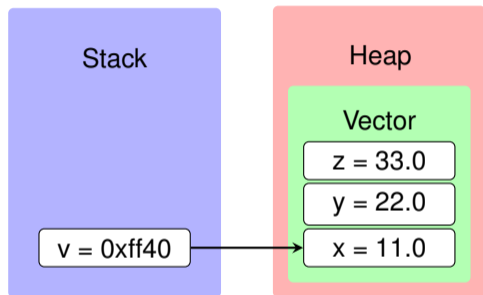 Stack
v = 0xff40
Heap
Vector
z = 33.0
y = 22.0
x = 11.0